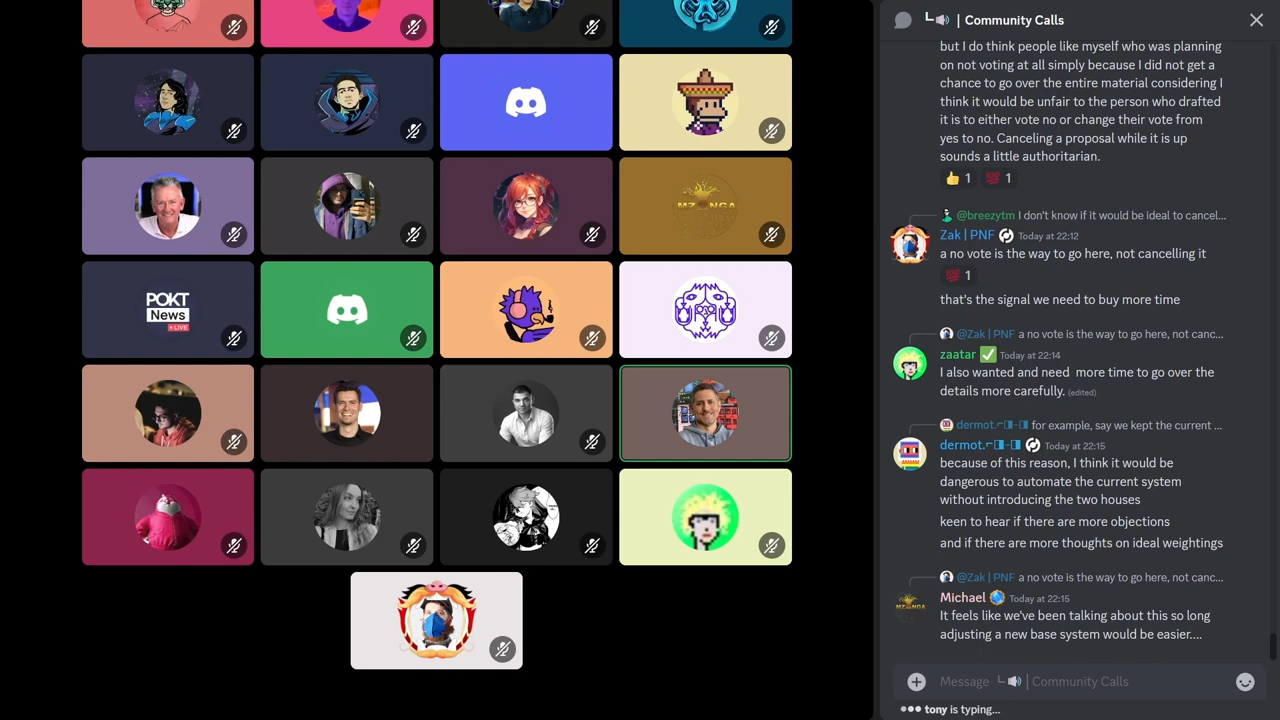 Community Calls
but I do think people like myself who was planning
on not voting at all simply because I did not get a
chance to go over the entire material considering I
think it would be unfair to the person who drafted
it is to either vote no or change their vote from
yes to no. Canceling a proposal while it is up
sounds a little authoritarian.
👍 1 💯 1
@breezytm I don't know if it would be ideal to cancel...
Zak | PNF Today at 22:12
a no vote is the way to go here, not cancelling it
💯 1
that's the signal we need to buy more time
@Zak | PNF a no vote is the way to go here, not canc...
zaatar ✅ Today at 22:14
I also wanted and need more time to go over the
details more carefully. (edited)
dermot.⌐◨-◨ for example, say we kept the current ...
dermot.⌐◨-◨ Today at 22:15
because of this reason, I think it would be
dangerous to automate the current system
without introducing the two houses
keen to hear if there are more objections
and if there are more thoughts on ideal weightings
@Zak | PNF a no vote is the way to go here, not canc...
Michael Today at 22:15
It feels like we've been talking about this so long
adjusting a new base system would be easier....
Message └🔊 | Community Calls
tony is typing...
MZONGA
POKT
News
LIVE